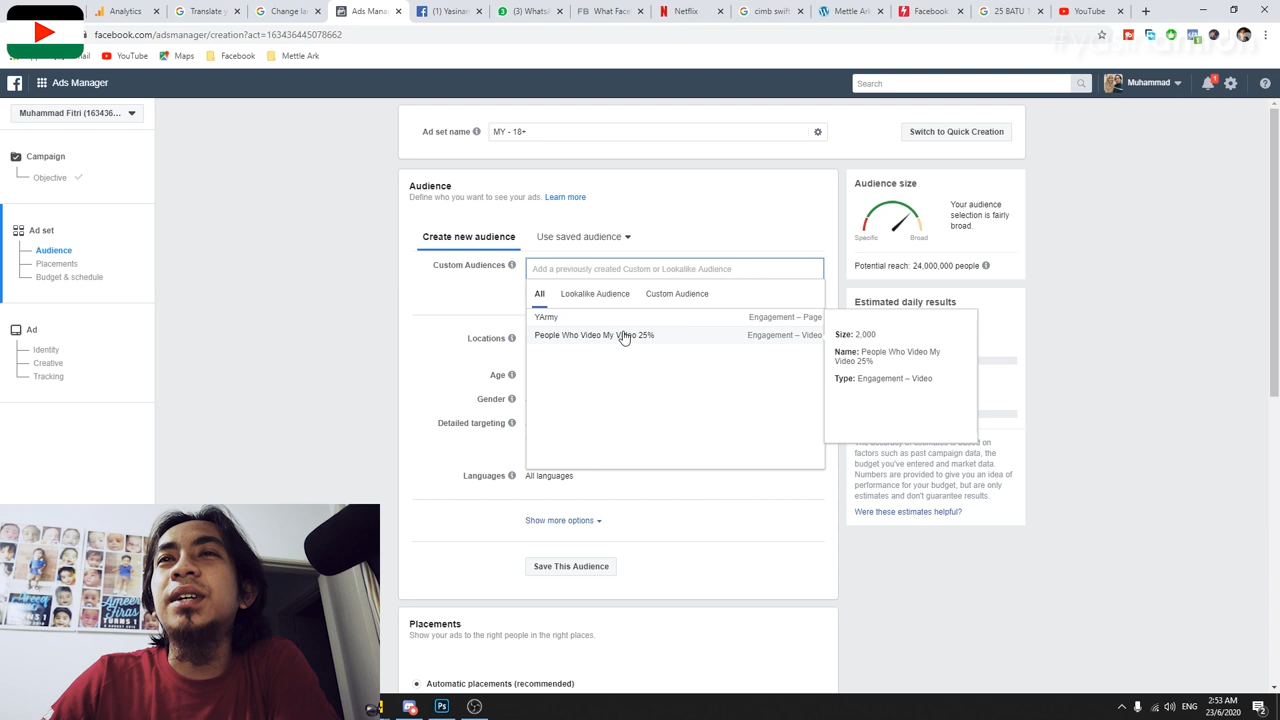 Analytics
Translate y
Change lan
Ads Mana
(1) Yasinan
(3) WhatsA
What Face
Netflix
cimb swift
Mettle Ark
Facebook
25 BATU T
YouTube
facebook.com/adsmanager/creation?act=163436445078662
YouTube
Maps
Facebook
Mettle Ark
Ads Manager
Search
Muhammad
1
Muhammad Fitri (163436...
Campaign
Objective
Ad set
Audience
Placements
Budget & schedule
Ad
Identity
Creative
Tracking
Ad set name
MY - 18+
Switch to Quick Creation
Audience
Define who you want to see your ads. Learn more
Create new audience
Use saved audience
Custom Audiences
Add a previously created Custom or Lookalike Audience
All
Lookalike Audience
Custom Audience
YArmy
Engagement – Page
People Who Video My Video 25%
Engagement – Video
Locations
Age
Gender
Detailed targeting
Languages
All languages
Show more options
Save This Audience
Placements
Show your ads to the right people in the right places.
Automatic placements (recommended)
Size: 2,000
Name: People Who Video My
Video 25%
Type: Engagement – Video
Audience size
Specific
Broad
Your audience
selection is fairly
broad.
Potential reach: 24,000,000 people
Estimated daily results
factors such as past campaign data, the
budget you've entered and market data.
Numbers are provided to give you an idea of
performance for your budget, but are only
estimates and don't guarantee results.
Were these estimates helpful?
TURNS 1
AMEER
FIRAS
TURNS 1
ENG
2:53 AM
23/6/2020
2